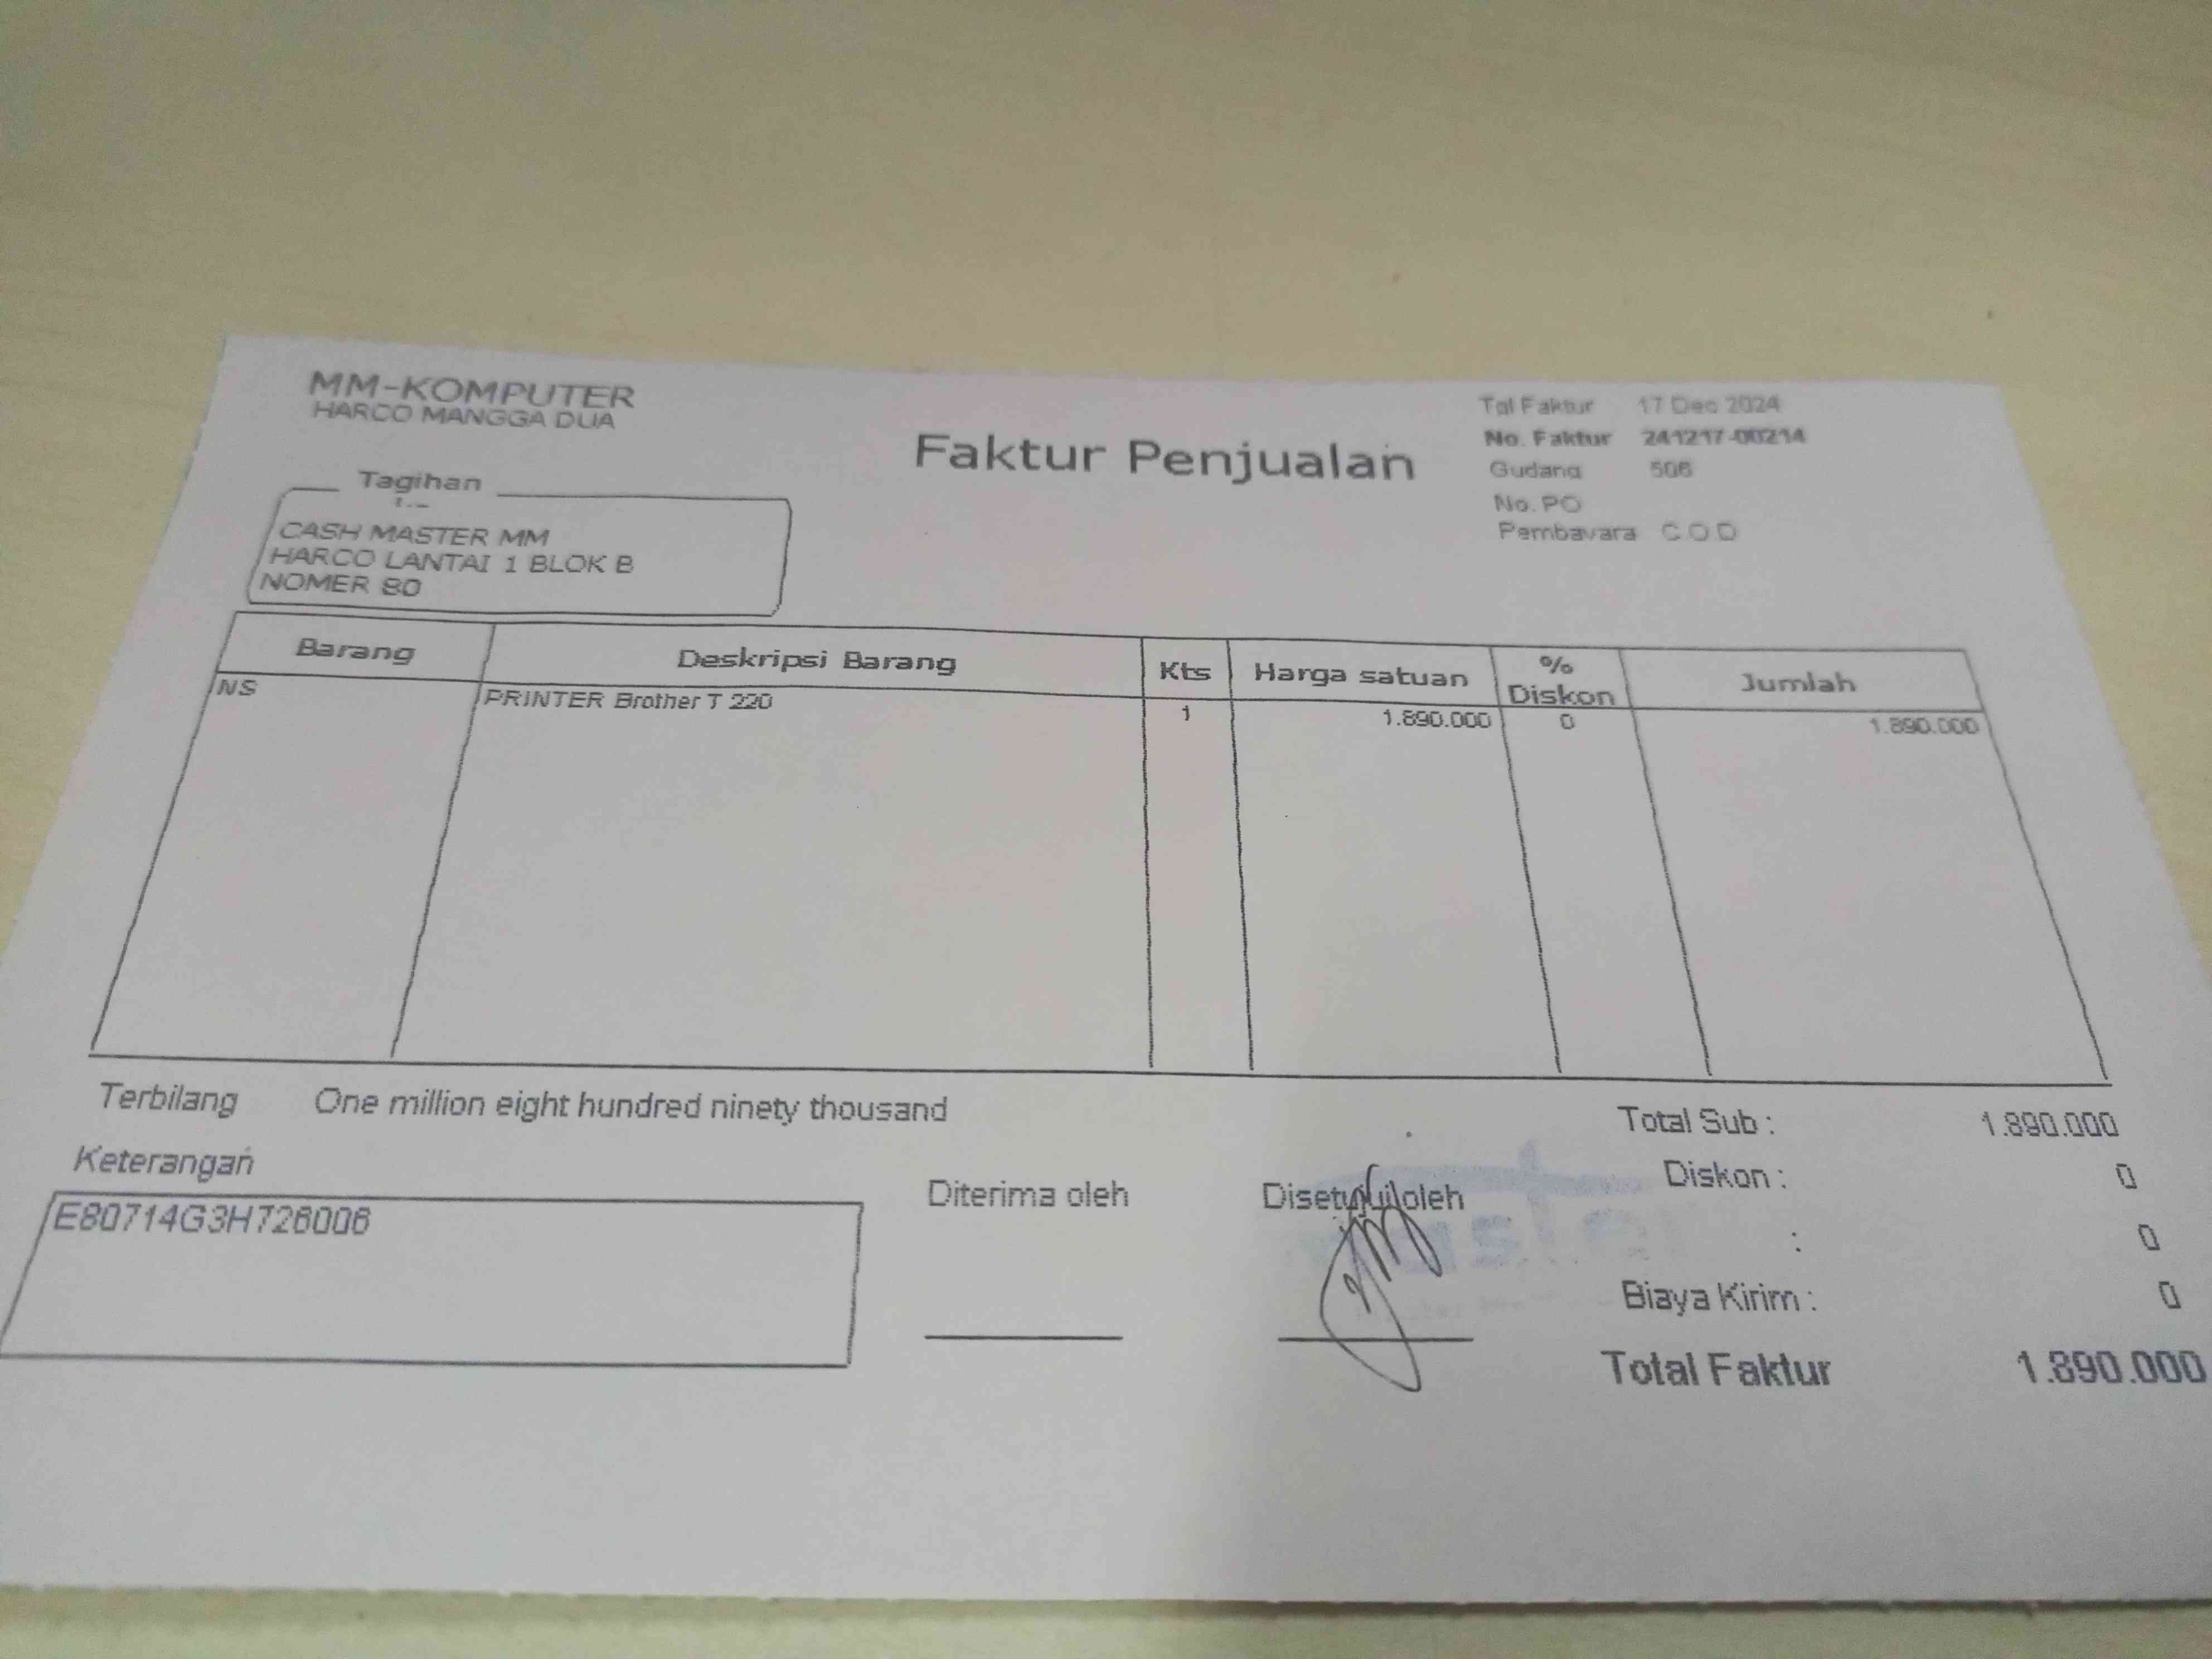 MM-KOMPUTER
HARCO MANGGA DUA
Faktur Penjualan
Tgl Faktur 17 Dec 2024
No. Faktur 241217-00214
Gudang 506
No. PO
Pembayara C.O.D
Tagihan
CASH MASTER MM
HARCO LANTAI 1 BLOK B
NOMER 80
Barang Deskripsi Barang Kts Harga satuan % Diskon Jumlah
NS PRINTER Brother T 220 1 1.890.000 0 1.890.000
Terbilang One million eight hundred ninety thousand
Total Sub : 1.890.000
Keterangan
Diskon : 0
E80714G3H726006
Diterima oleh Disetujui oleh
: 0
Biaya Kirim : 0
Total Faktur 1.890.000